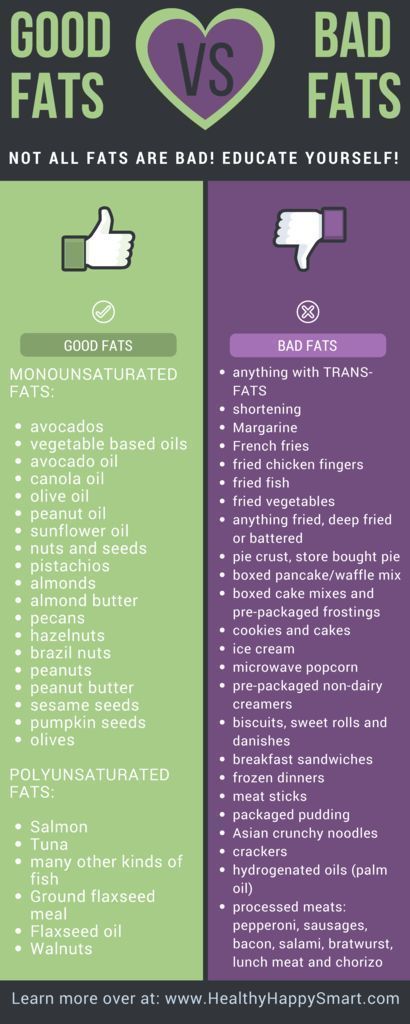 GOOD
FATS
VS
BAD
FATS
NOT ALL FATS ARE BAD! EDUCATE YOURSELF!
GOOD FATS
MONOUNSATURATED
FATS:
• avocados
• vegetable based oils
• avocado oil
• canola oil
• olive oil
• peanut oil
• sunflower oil
• nuts and seeds
• pistachios
• almonds
• almond butter
• pecans
• hazelnuts
• brazil nuts
• peanuts
• peanut butter
• sesame seeds
• pumpkin seeds
• olives
POLYUNSATURATED
FATS:
• Salmon
• Tuna
• many other kinds of
fish
• Ground flaxseed
meal
• Flaxseed oil
• Walnuts
BAD FATS
• anything with TRANS-
FATS
• shortening
• Margarine
• French fries
• fried chicken fingers
• fried fish
• fried vegetables
• anything fried, deep fried
or battered
• pie crust, store bought pie
• boxed pancake/waffle mix
• boxed cake mixes and
pre-packaged frostings
• cookies and cakes
• ice cream
• microwave popcorn
• pre-packaged non-dairy
creamers
• biscuits, sweet rolls and
danishes
• breakfast sandwiches
• frozen dinners
• meat sticks
• packaged pudding
• Asian crunchy noodles
• crackers
• hydrogenated oils (palm
oil)
• processed meats:
pepperoni, sausages,
bacon, salami, bratwurst,
lunch meat and chorizo
Learn more over at: www.HealthyHappySmart.com